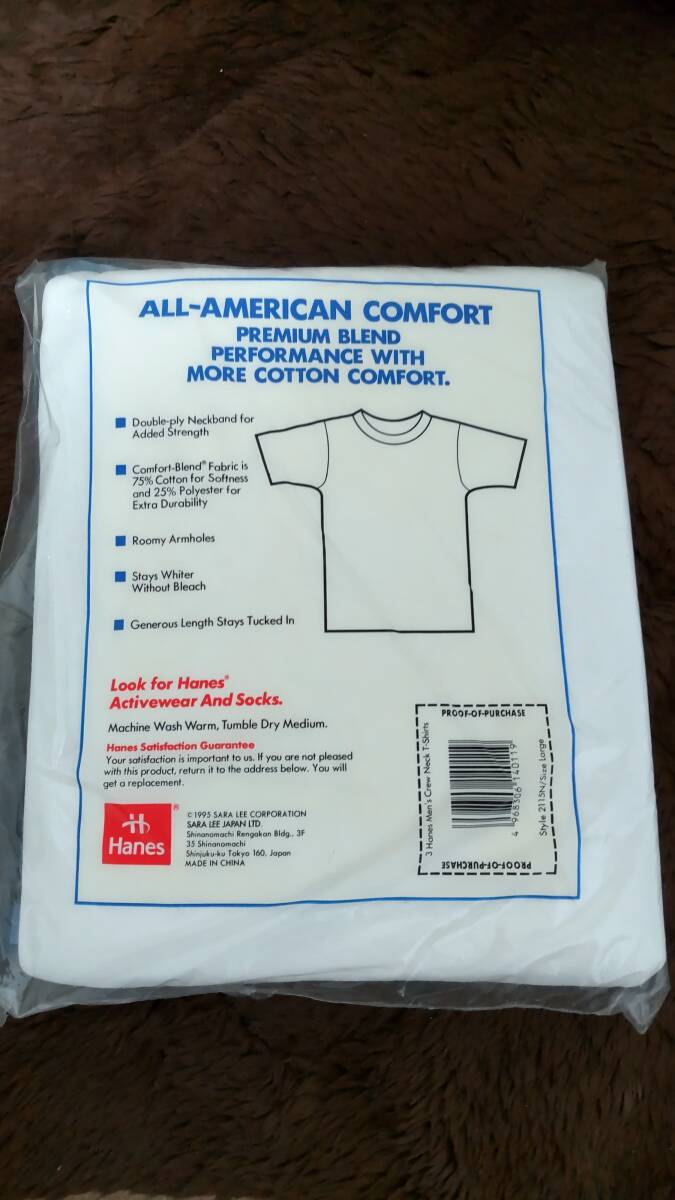 ALL-AMERICAN COMFORT
PREMIUM BLEND
PERFORMANCE WITH
MORE COTTON COMFORT.
Double-ply Neckband for
Added Strength
Comfort-Blend® Fabric is
75% Cotton for Softness
and 25% Polyester for
Extra Durability
Roomy Armholes
Stays Whiter
Without Bleach
Generous Length Stays Tucked In
Look for Hanes®
Activewear And Socks.
Machine Wash Warm, Tumble Dry Medium.
Hanes Satisfaction Guarantee
Your satisfaction is important to us. If you are not pleased
with this product, return it to the address below. You will
get a replacement.
Hanes®
©1995 SARA LEE CORPORATION
SARA LEE JAPAN LTD.
Shinanomachi Rengakan Bldg., 3F
35 Shinanomachi
Shinjuku-ku Tokyo 160, Japan
MADE IN CHINA
PROOF-OF-PURCHASE
3 Hanes Men's Crew Neck T-Shirts
4 968306 140119
Style 2115N/Size Large
PROOF-OF-PURCHASE